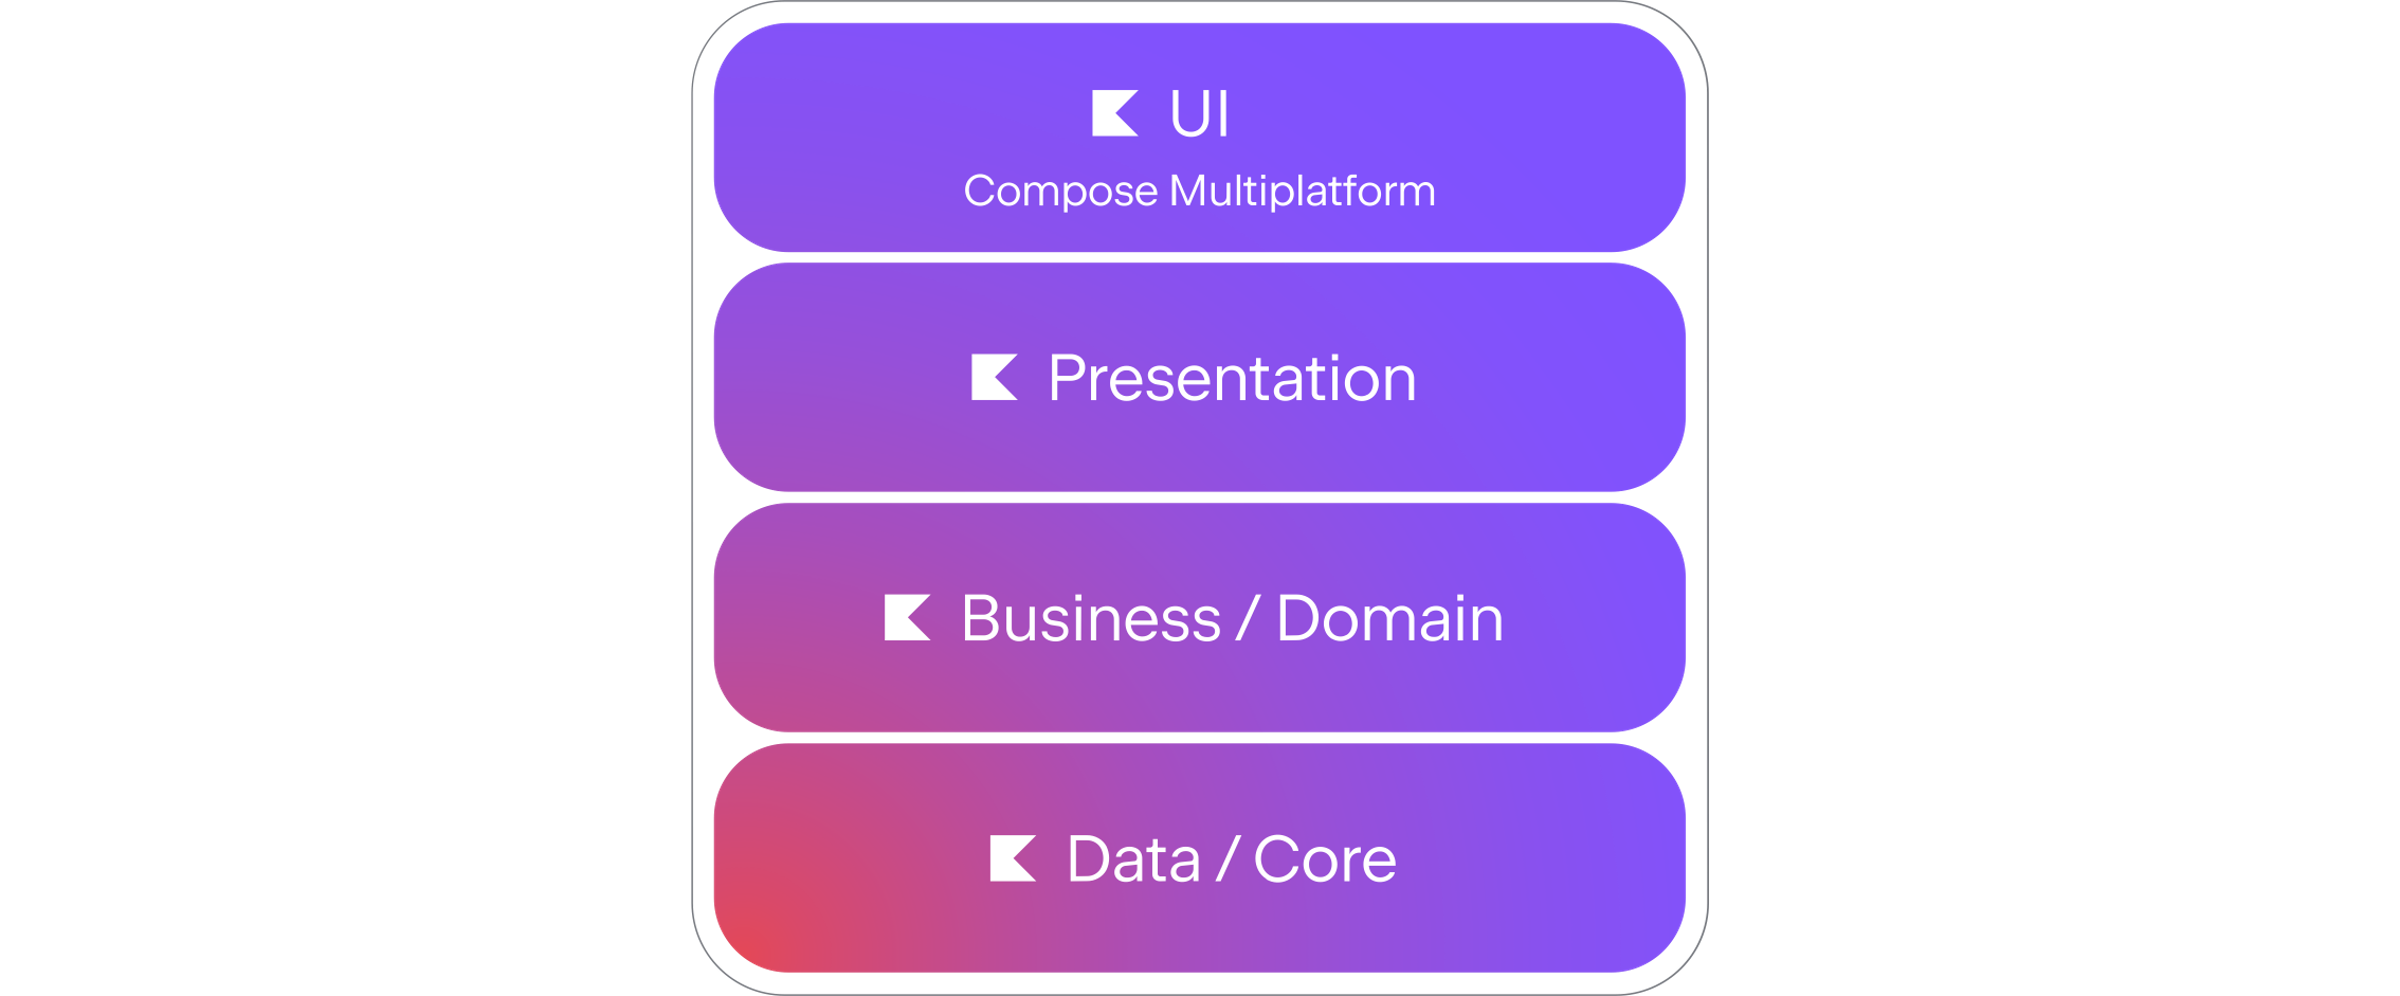 UI
Compose Multiplatform
Presentation
Business / Domain
Data / Core